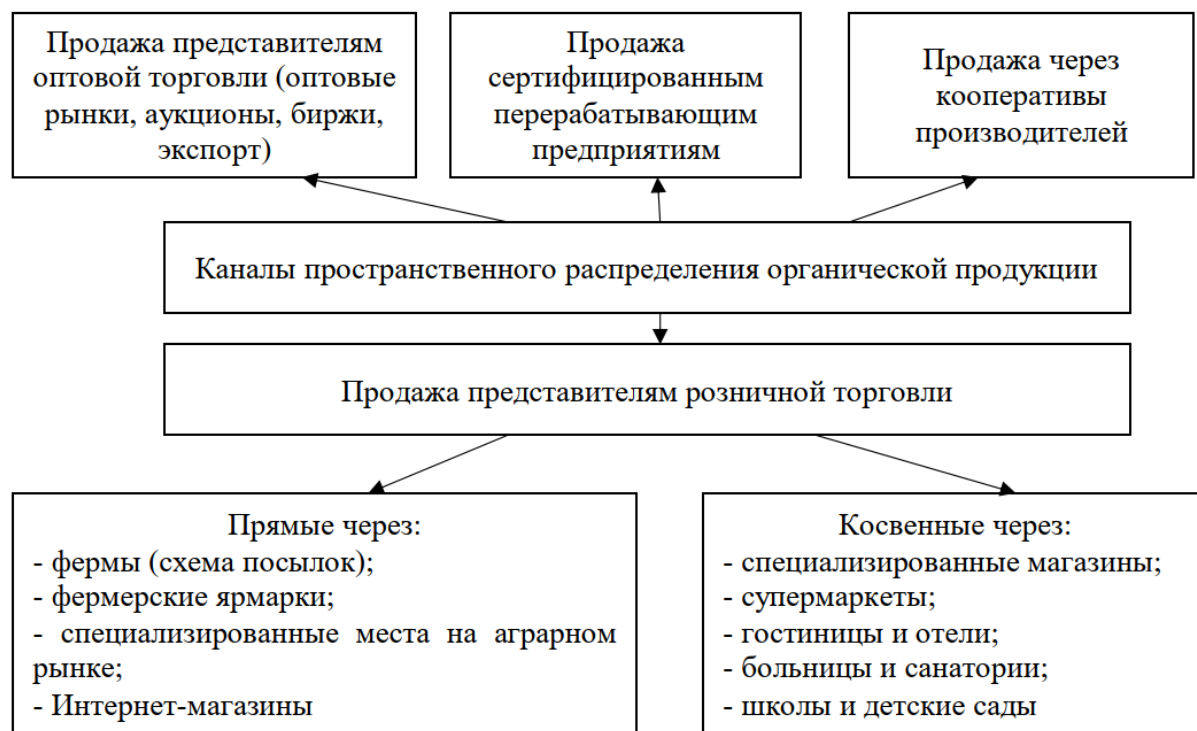 Продажа представителям
оптовой торговли (оптовые
рынки, аукционы, биржи,
экспорт)
Продажа
сертифицированным
перерабатывающим
предприятиям
Продажа через
кооперативы
производителей
Каналы пространственного распределения органической продукции
Продажа представителям розничной торговли
Прямые через:
- фермы (схема посылок);
- фермерские ярмарки;
- специализированные места на аграрном
рынке;
- Интернет-магазины
Косвенные через:
- специализированные магазины;
- супермаркеты;
- гостиницы и отели;
- больницы и санатории;
- школы и детские сады